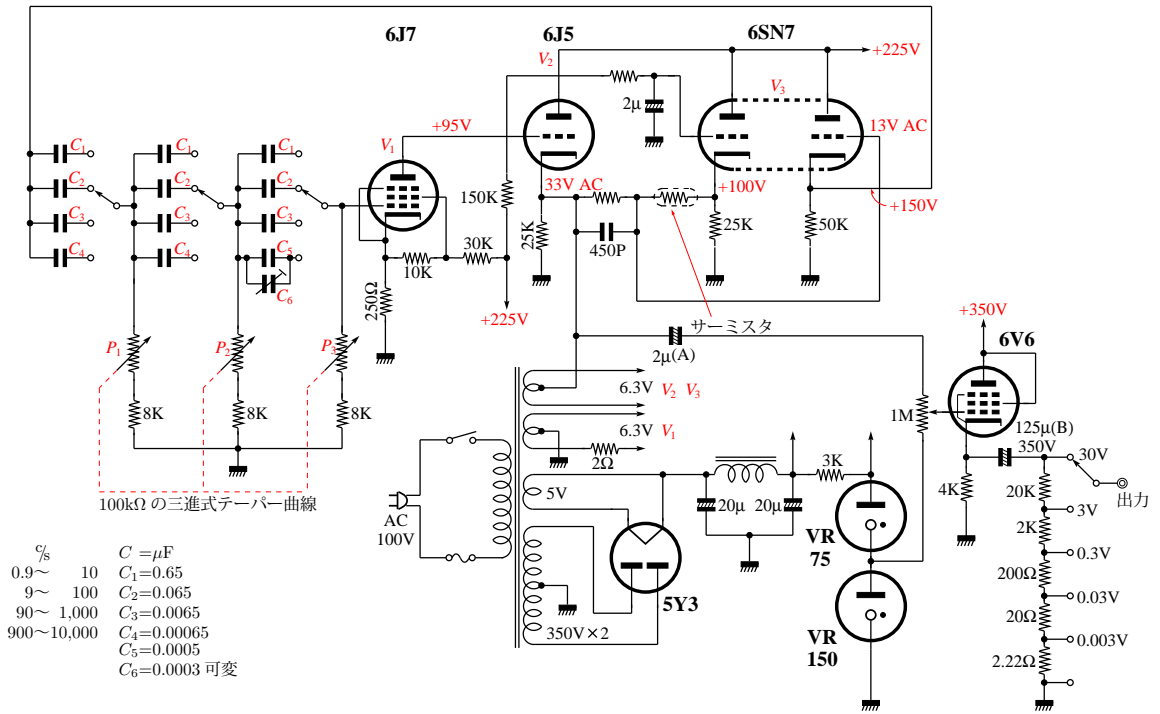 6J7
6J5
6SN7
V2
+225V
V3
2μ
+95V
13V AC
C1
C1
C1
V1
C2
C2
C2
33V AC
+100V
150K
+150V
C3
C3
C3
25K
25K
50K
450P
C4
C4
C5
10K
30K
C6
250Ω
+225V
サーミスタ
+350V
6V6
P1
P2
P3
2μ(A)
6.3V V2 V3
8K
8K
8K
1M
6.3V V1
125μ(B)
350V
30V
2Ω
3K
5V
4K
20K
出力
100kΩの三進式テーパー曲線
AC
100V
20μ
20μ
3V
2K
VR
75
0.3V
200Ω
5Y3
0.03V
20Ω
350V×2
VR
150
0.003V
2.22Ω
c/s C =μF
0.9〜 10 C1=0.65
9〜 100 C2=0.065
90〜 1,000 C3=0.0065
900〜10,000 C4=0.00065
C5=0.0005
C6=0.0003 可変